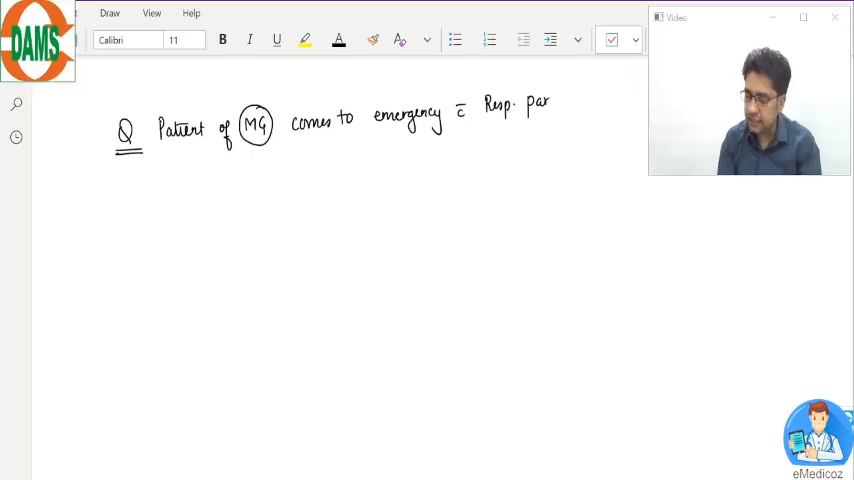 DAMS
Draw View Help
Video
Calibri 11 B I U A A
Q Patient of MG comes to emergency c̄ Resp. par
eMedicoz